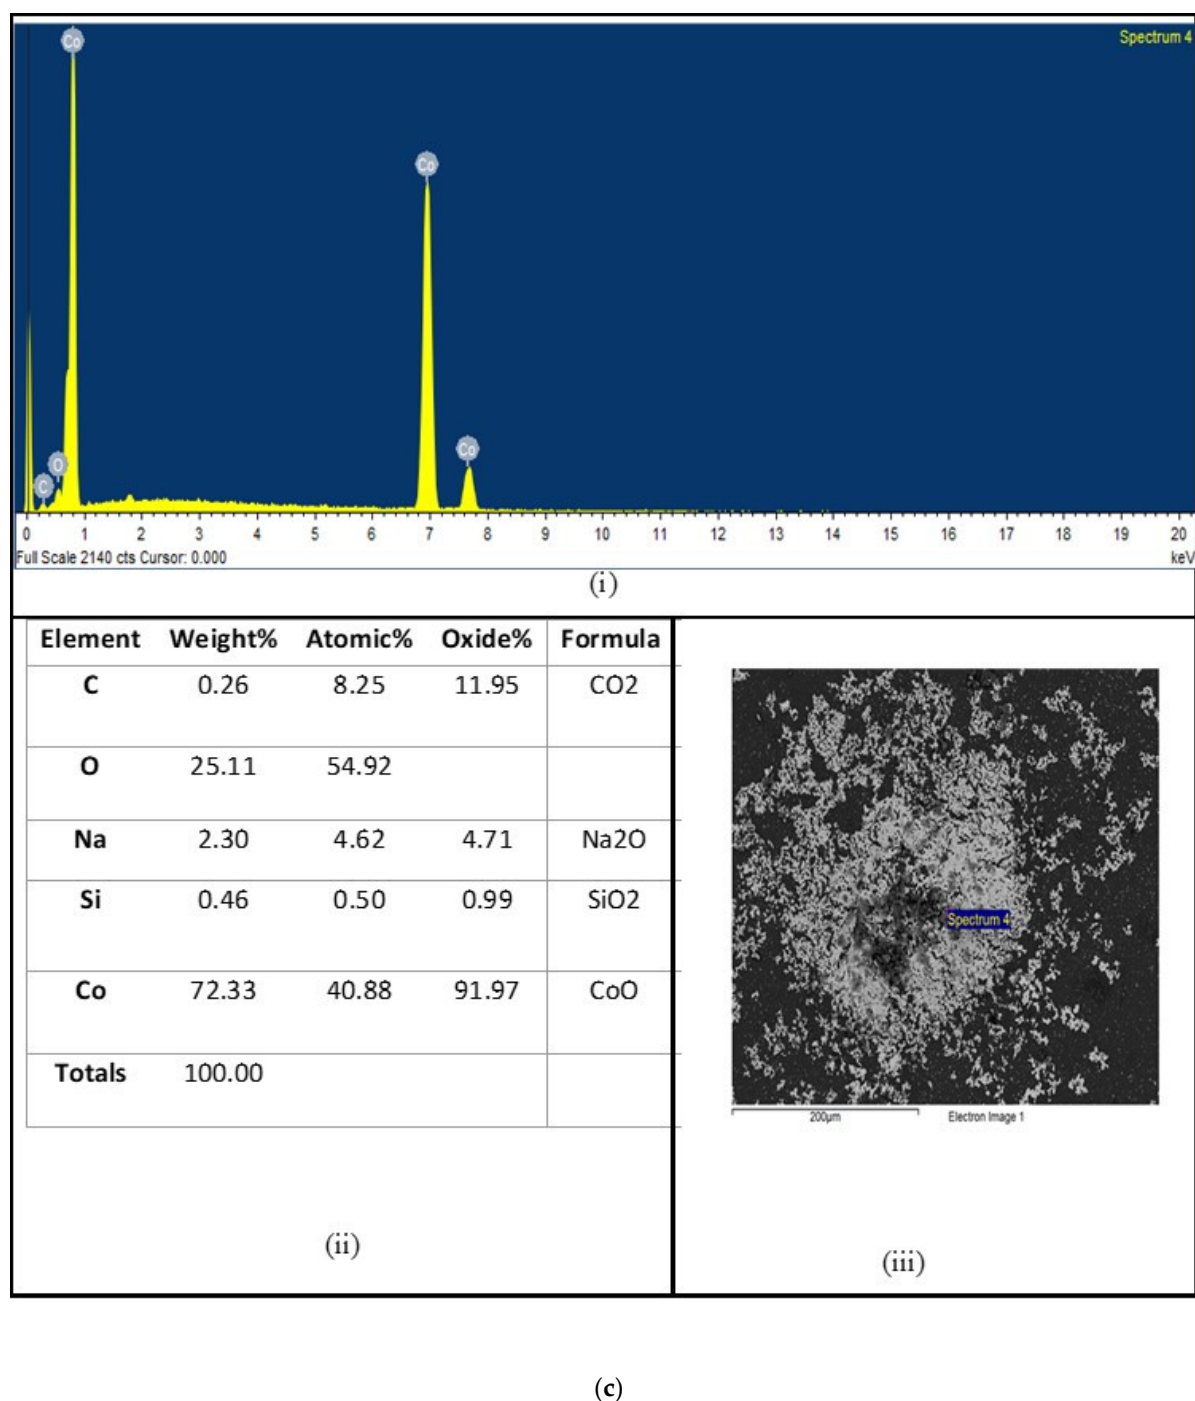 Spectrum 4
Co
Co
Co
O
C
0 1 2 3 4 5 6 7 8 9 10 11 12 13 14 15 16 17 18 19 20
Full Scale 2140 cts Cursor: 0.000 keV
(i)
Element Weight% Atomic% Oxide% Formula
C 0.26 8.25 11.95 CO2
O 25.11 54.92
Na 2.30 4.62 4.71 Na2O
Si 0.46 0.50 0.99 SiO2
Co 72.33 40.88 91.97 CoO
Totals 100.00
(ii)
Spectrum 4
200µm Electron Image 1
(iii)
(c)